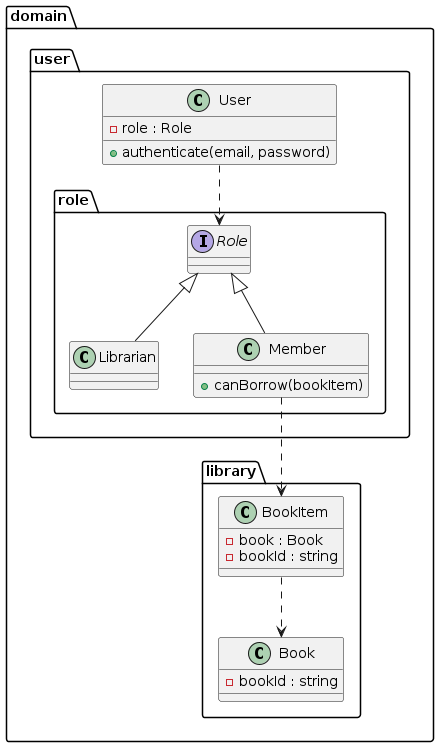 domain
user
C User
role : Role
authenticate(email, password)
role
I Role
C Librarian
C Member
canBorrow(bookItem)
library
C BookItem
book : Book
bookId : string
C Book
bookId : string